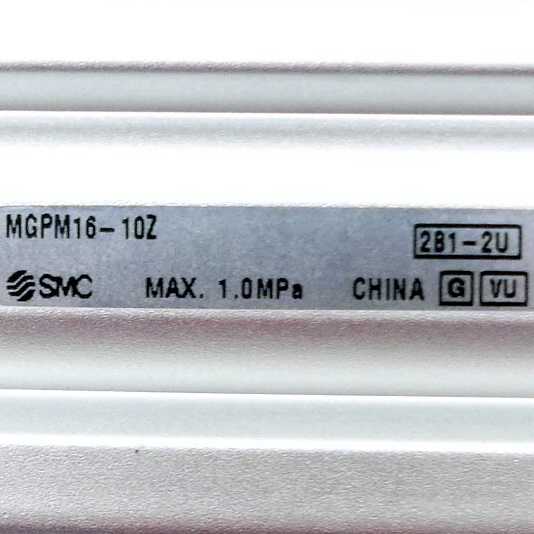 MGPM16-10Z
2B1-2U
SMC MAX. 1.0MPa CHINA G VU